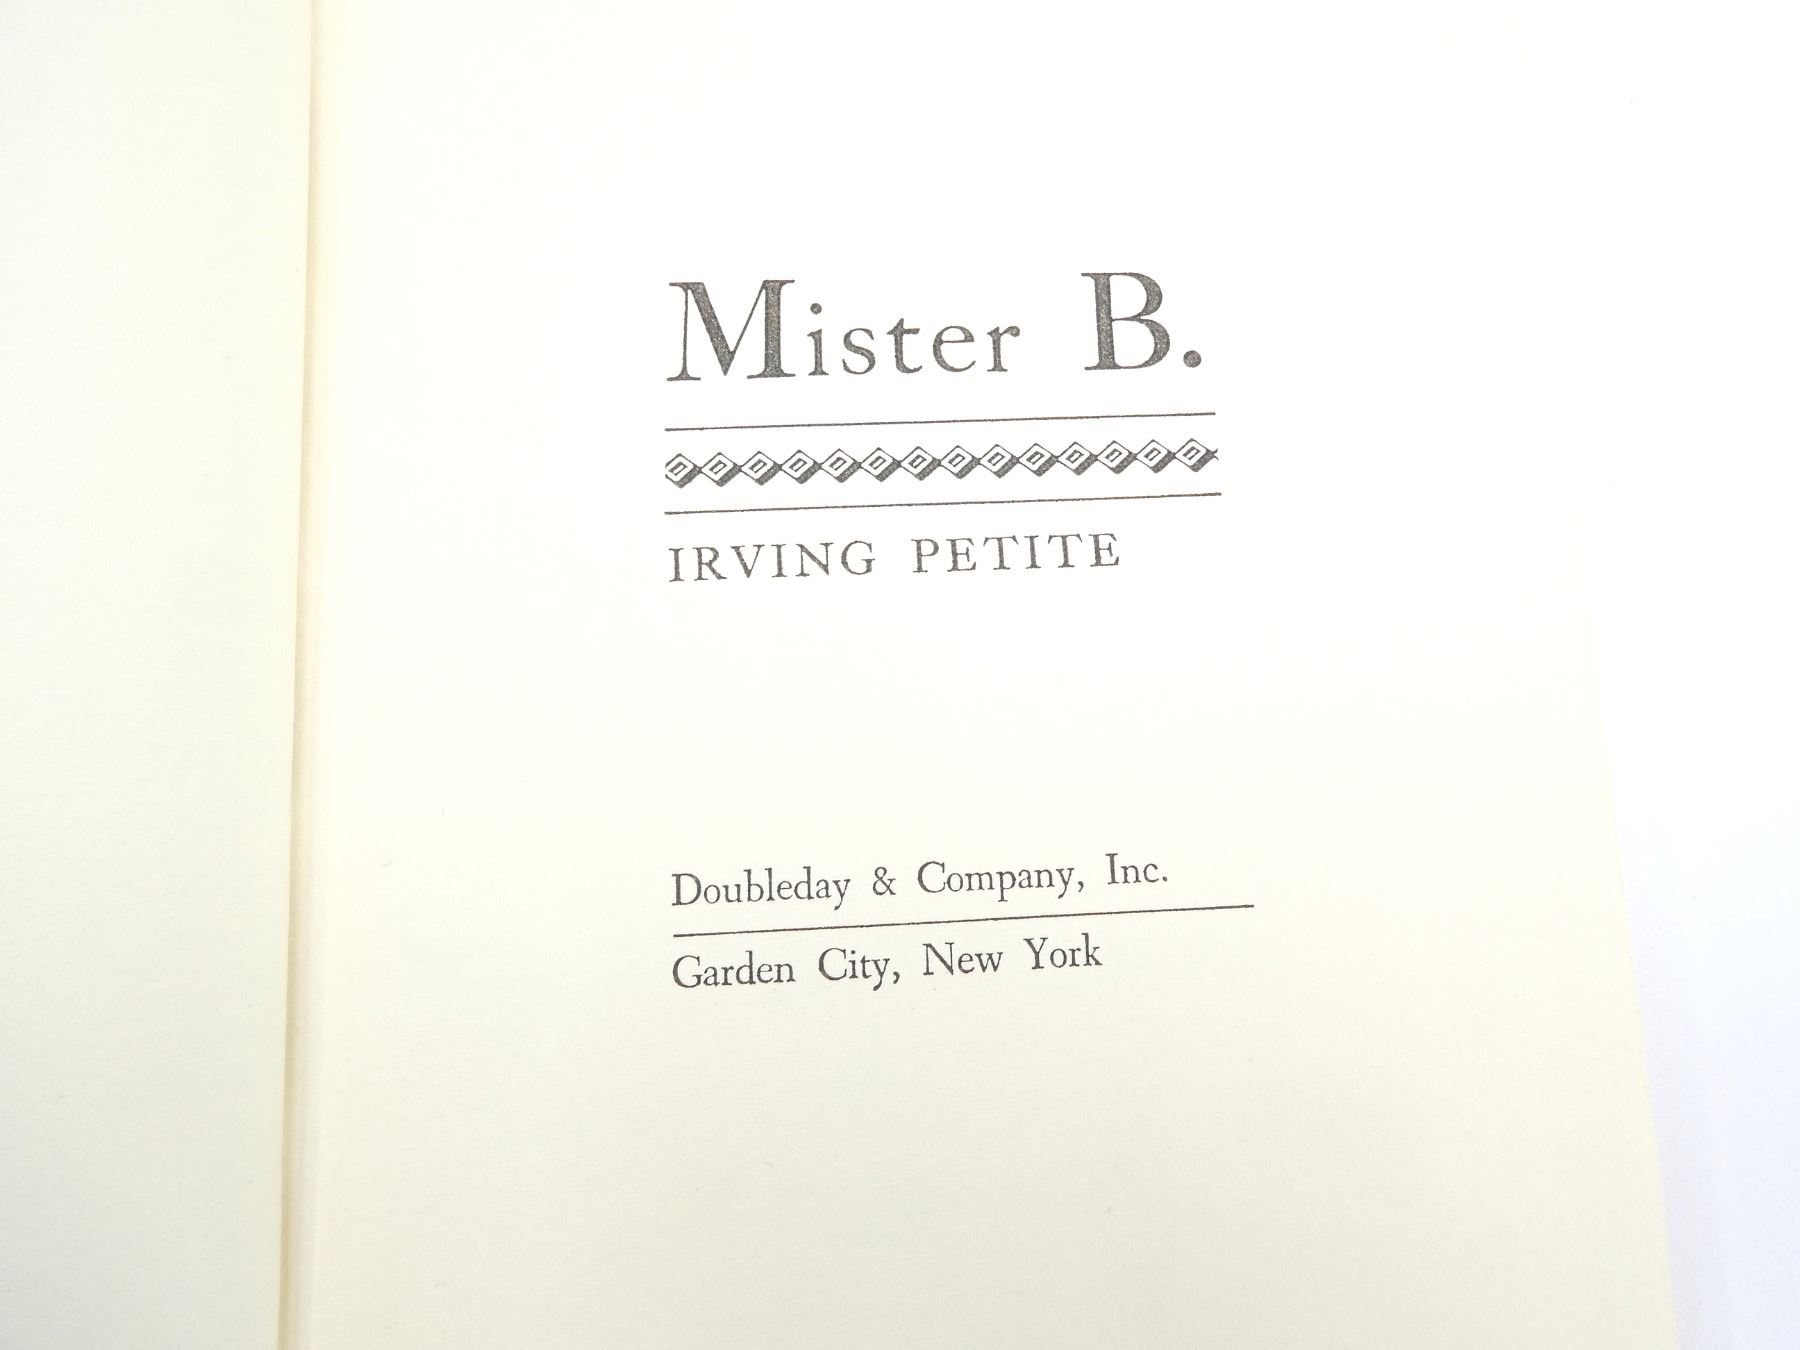 Mister B.
IRVING PETITE
Doubleday & Company, Inc.
Garden City, New York